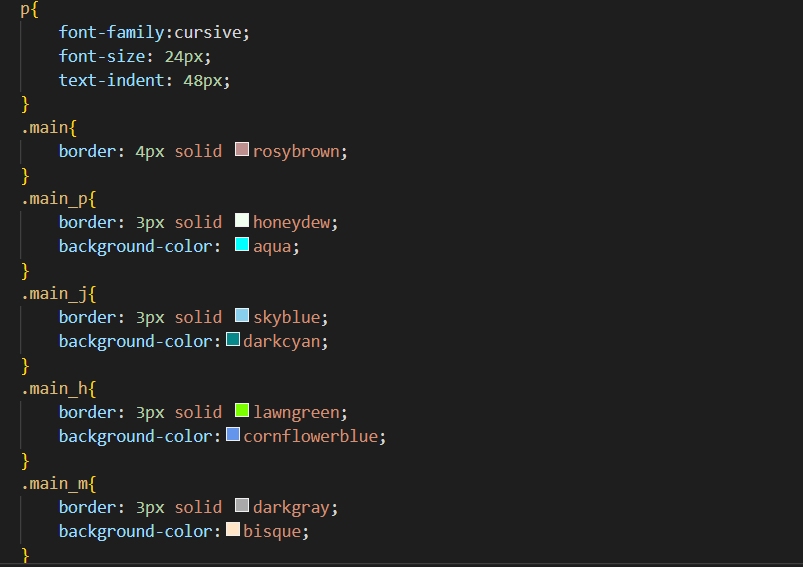 p{
    font-family:cursive;
    font-size: 24px;
    text-indent: 48px;
}
.main{
    border: 4px solid rosybrown;
}
.main_p{
    border: 3px solid honeydew;
    background-color: aqua;
}
.main_j{
    border: 3px solid skyblue;
    background-color:darkcyan;
}
.main_h{
    border: 3px solid lawngreen;
    background-color:cornflowerblue;
}
.main_m{
    border: 3px solid darkgray;
    background-color:bisque;
}